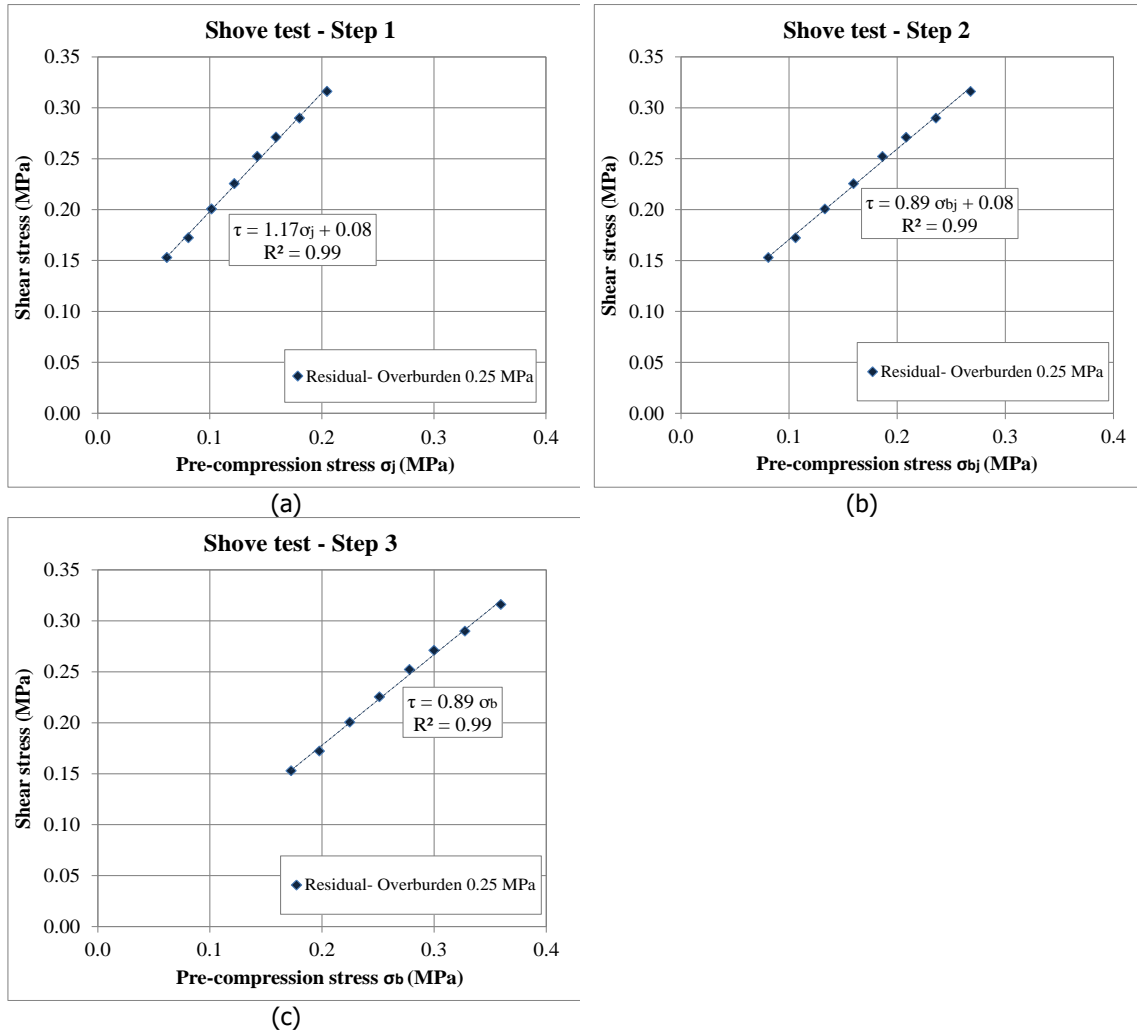 Shove test - Step 1
0.35
0.30
0.25
0.20
0.15
0.10
0.05
0.00
Shear stress (MPa)
τ = 1.17σj + 0.08
R² = 0.99
Residual- Overburden 0.25 MPa
0.0 0.1 0.2 0.3 0.4
Pre-compression stress σj (MPa)
(a)
Shove test - Step 2
0.35
0.30
0.25
0.20
0.15
0.10
0.05
0.00
Shear stress (MPa)
τ = 0.89 σbj + 0.08
R² = 0.99
Residual- Overburden 0.25 MPa
0.0 0.1 0.2 0.3 0.4
Pre-compression stress σbj (MPa)
(b)
Shove test - Step 3
0.35
0.30
0.25
0.20
0.15
0.10
0.05
0.00
Shear stress (MPa)
τ = 0.89 σb
R² = 0.99
Residual- Overburden 0.25 MPa
0.0 0.1 0.2 0.3 0.4
Pre-compression stress σb (MPa)
(c)